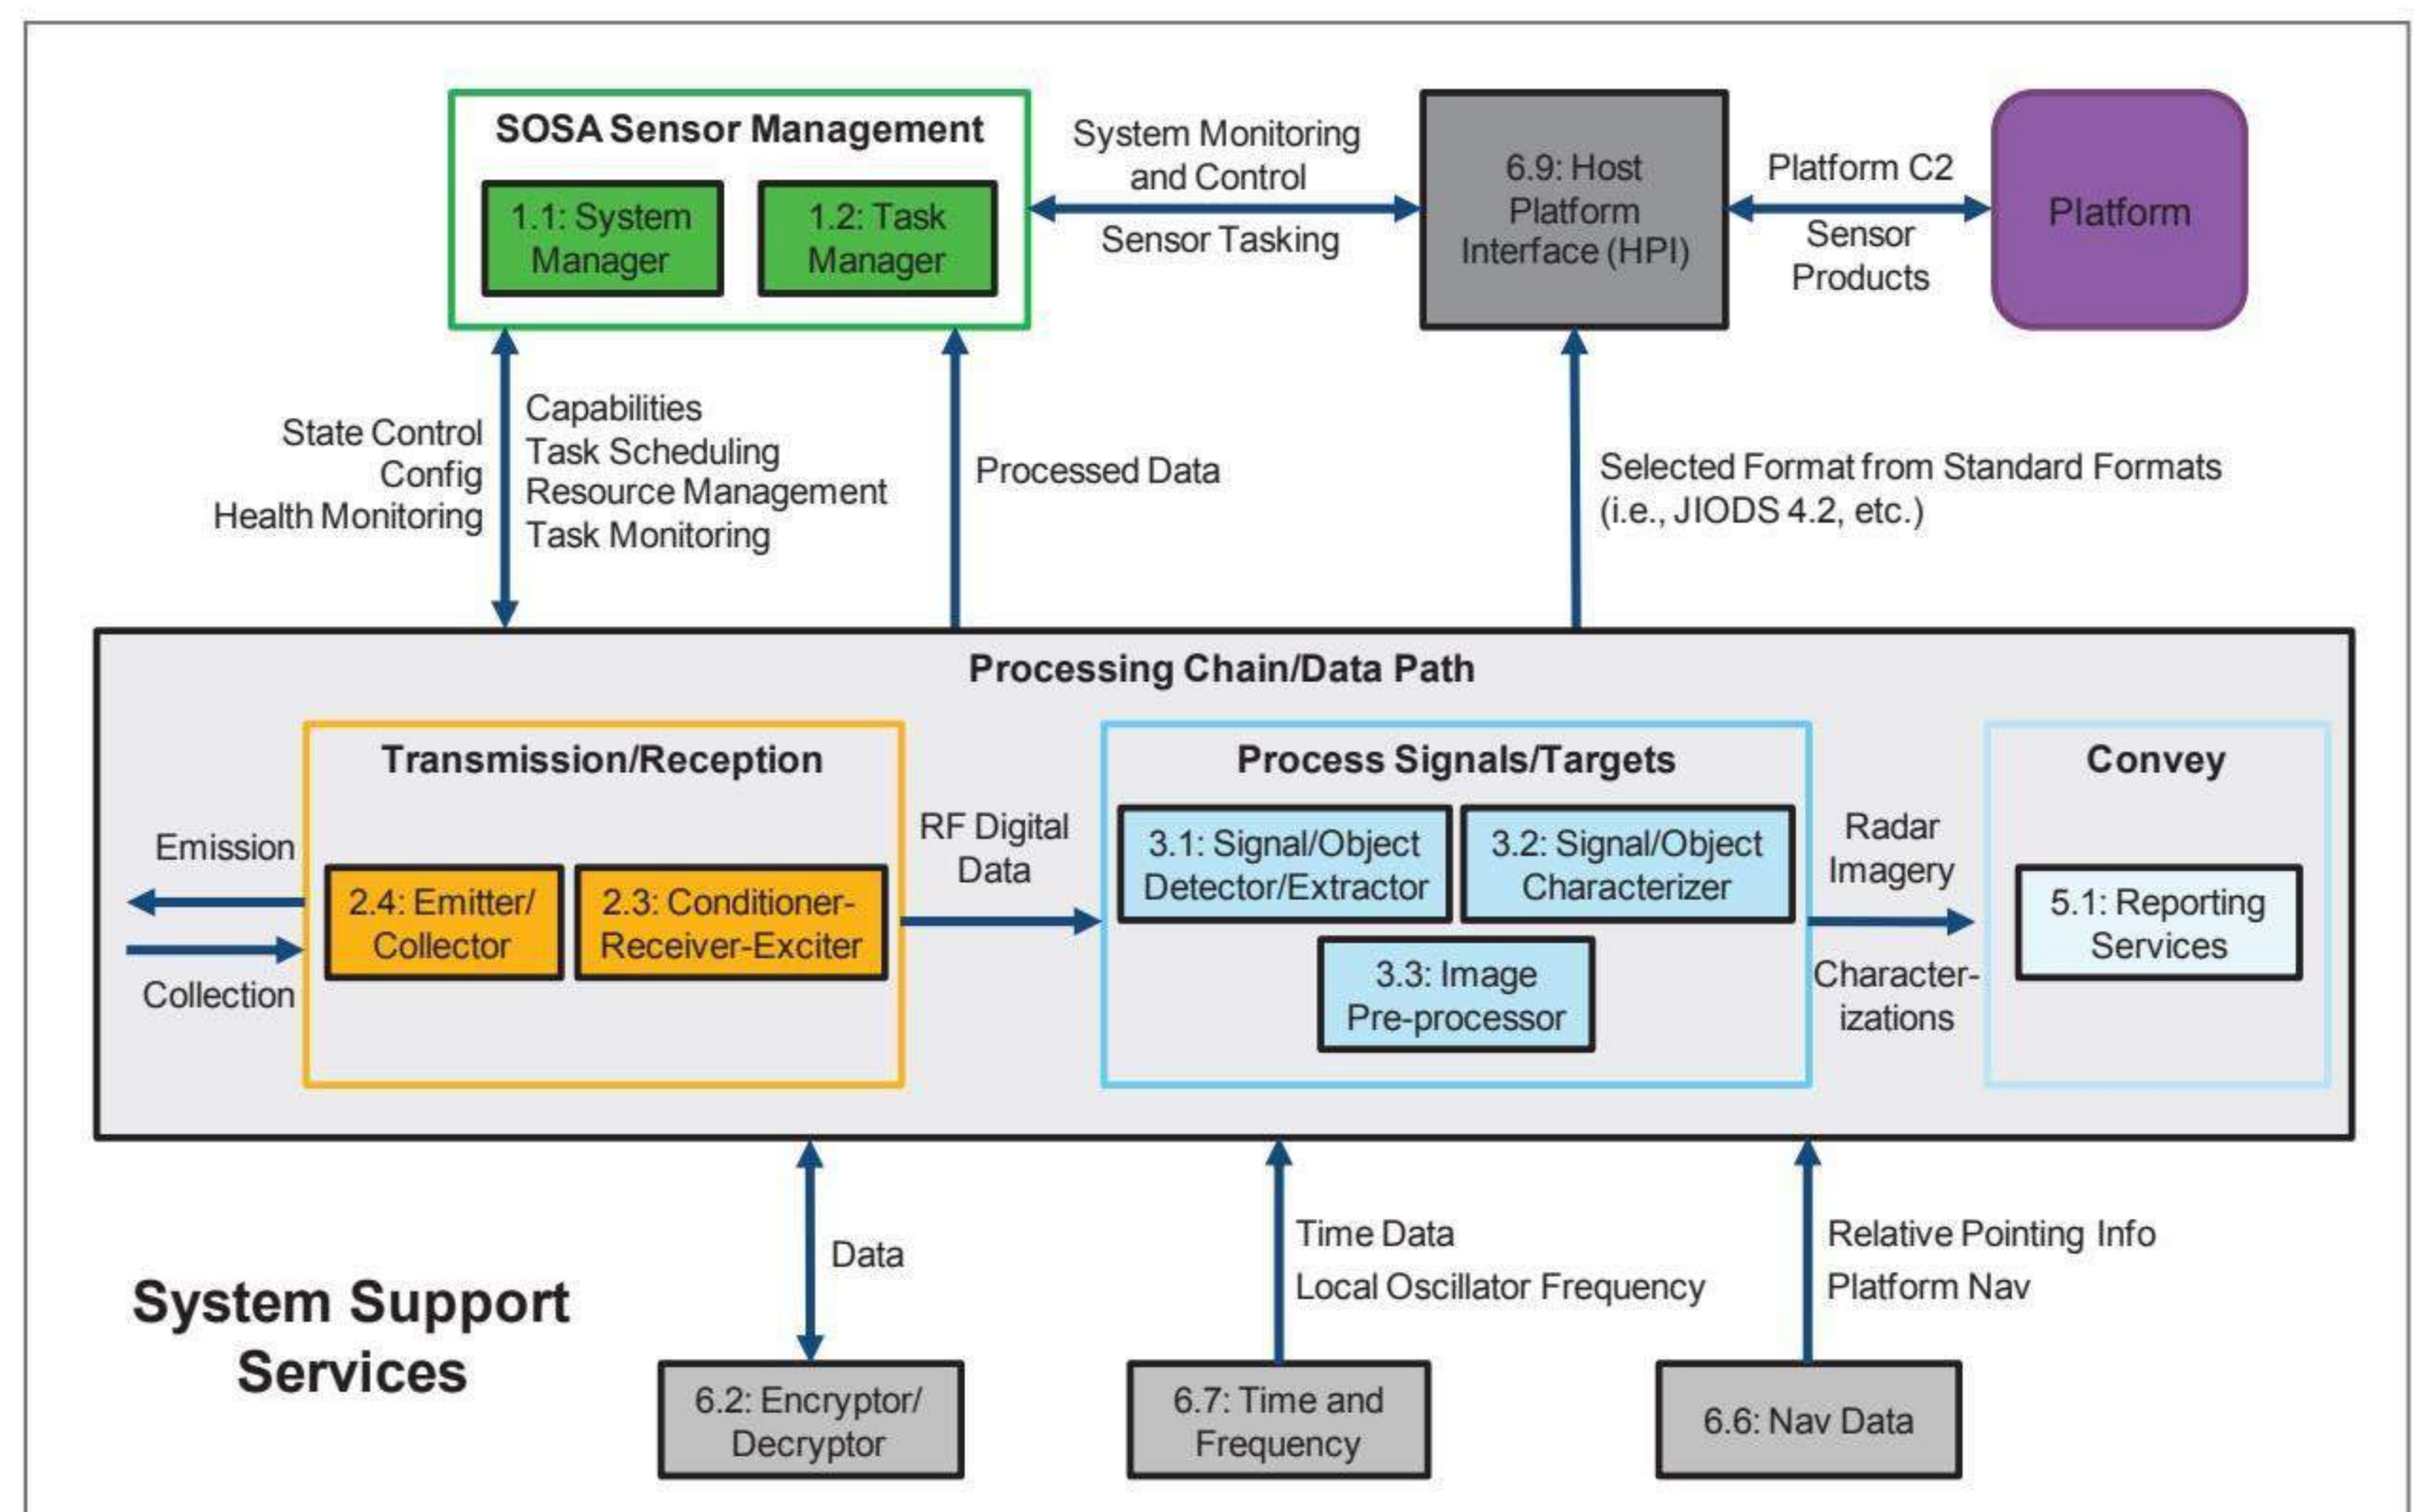 SOSA Sensor Management
1.1: System
Manager
1.2: Task
Manager
System Monitoring
and Control
Sensor Tasking
6.9: Host
Platform
Interface (HPI)
Platform C2
Sensor
Products
Platform
State Control
Config
Health Monitoring
Capabilities
Task Scheduling
Resource Management
Task Monitoring
Processed Data
Selected Format from Standard Formats
(i.e., JIODS 4.2, etc.)
Processing Chain/Data Path
Emission
Collection
Transmission/Reception
2.4: Emitter/
Collector
2.3: Conditioner-
Receiver-Exciter
RF Digital
Data
Process Signals/Targets
3.1: Signal/Object
Detector/Extractor
3.2: Signal/Object
Characterizer
3.3: Image
Pre-processor
Radar
Imagery
Character-
izations
Convey
5.1: Reporting
Services
System Support
Services
Data
6.2: Encryptor/
Decryptor
Time Data
Local Oscillator Frequency
6.7: Time and
Frequency
Relative Pointing Info
Platform Nav
6.6: Nav Data